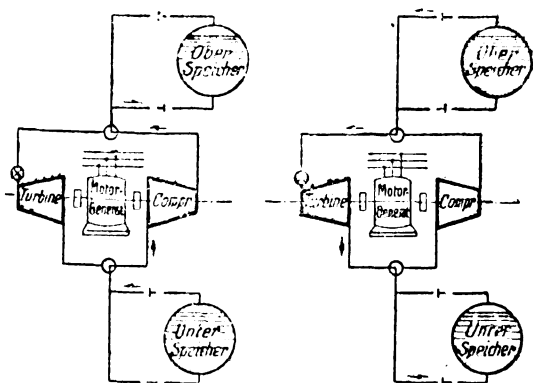 Ober
Speicher
Turbine
Motor-
Generat.
Compr
Unter
Speicher
Ober
Speicher
Turbine
Motor-
Generat.
Compr
Unter
Speicher